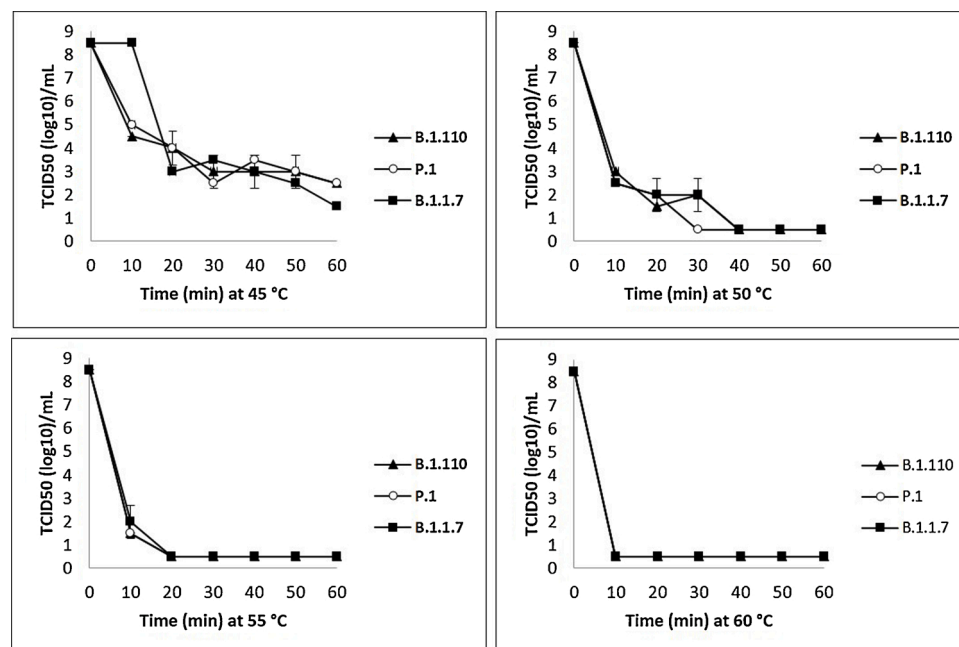 TCID50 (log10)/mL
9
8
7
6
5
4
3
2
1
0
0 10 20 30 40 50 60
Time (min) at 45 °C
B.1.110
P.1
B.1.1.7
TCID50 (log10)/mL
9
8
7
6
5
4
3
2
1
0
0 10 20 30 40 50 60
Time (min) at 50 °C
B.1.110
P.1
B.1.1.7
TCID50 (log10)/mL
9
8
7
6
5
4
3
2
1
0
0 10 20 30 40 50 60
Time (min) at 55 °C
B.1.110
P.1
B.1.1.7
TCID50 (log10)/mL
9
8
7
6
5
4
3
2
1
0
0 10 20 30 40 50 60
Time (min) at 60 °C
B.1.110
P.1
B.1.1.7